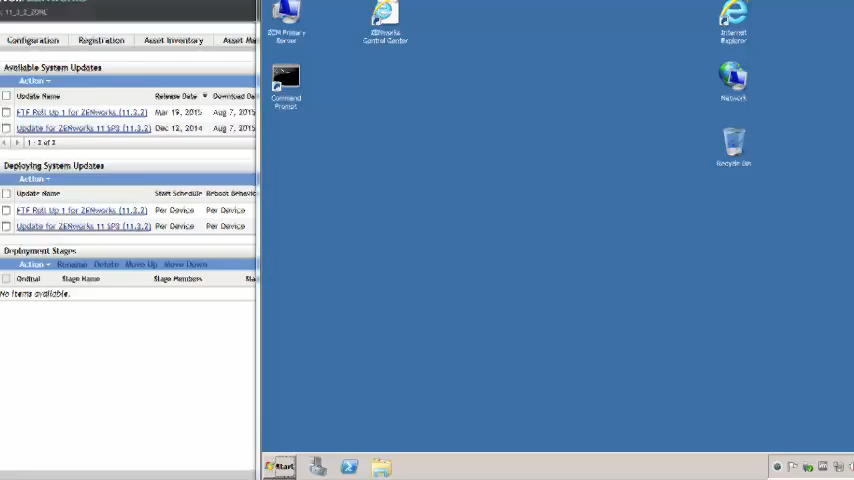 11_3_2_ZONE
Configuration Registration Asset Inventory
Available System Updates
Action
Update Name Release Date
FTF Roll Up 1 for ZENworks (11.3.2) Mar 19, 2015 Aug 7, 2015
Update for ZENworks 11 SP3 (11.3.2) Dec 12, 2014 Aug 7, 2015
1 - 2 of 2
Deploying System Updates
Action
Update Name Start Schedule Reboot Behavio
FTF Roll Up 1 for ZENworks (11.3.2) Per Device Per Device
Update for ZENworks 11 SP3 (11.3.2) Per Device Per Device
Deployment Stages
Action Rename Delete Move Up Move Down
Ordinal Stage Name Stage Members
No items available.
ZCM Primary
Server
ZENworks
Control Center
Internet
Explorer
Command
Prompt
Network
Recycle Bin
Start